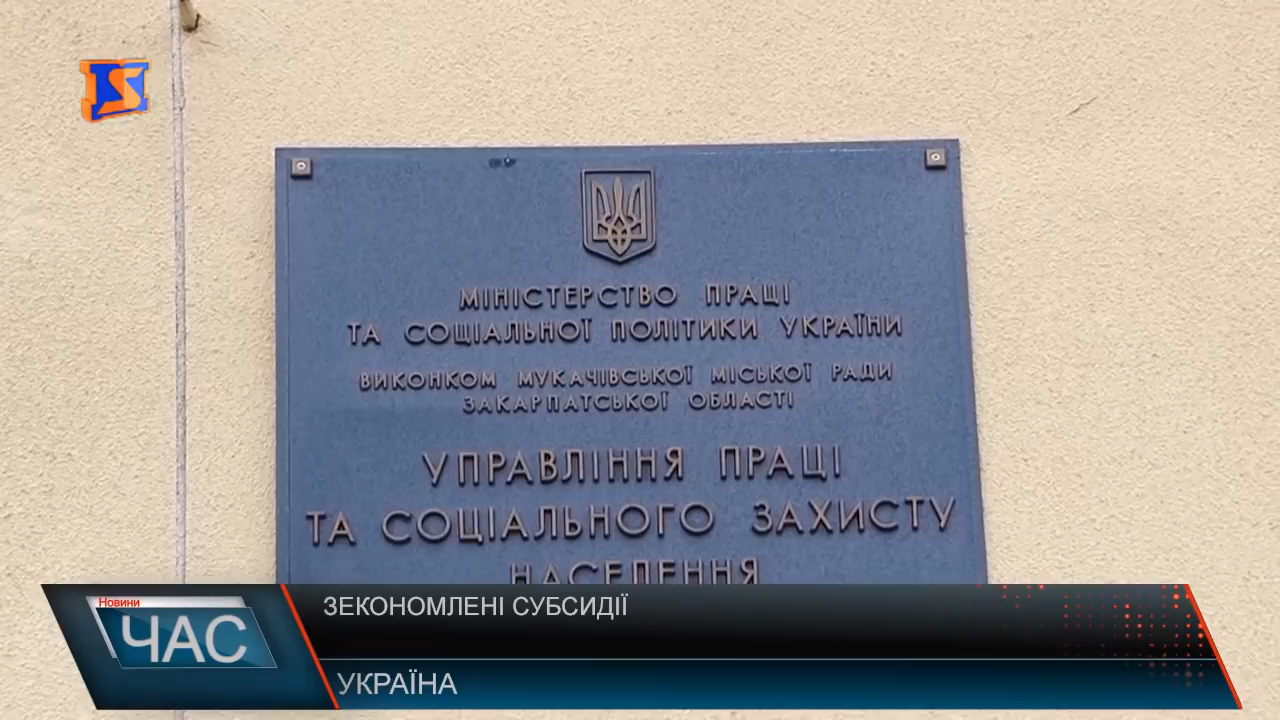 МІНІСТЕРСТВО ПРАЦІ
ТА СОЦІАЛЬНОЇ ПОЛІТИКИ УКРАЇНИ
ВИКОНКОМ МУКАЧІВСЬКОЇ МІСЬКОЇ РАДИ
ЗАКАРПАТСЬКОЇ ОБЛАСТІ
УПРАВЛІННЯ ПРАЦІ
ТА СОЦІАЛЬНОГО ЗАХИСТУ
НАСЕЛЕННЯ
Новини
ЧАС
ЗЕКОНОМЛЕНІ СУБСИДІЇ
УКРАЇНА